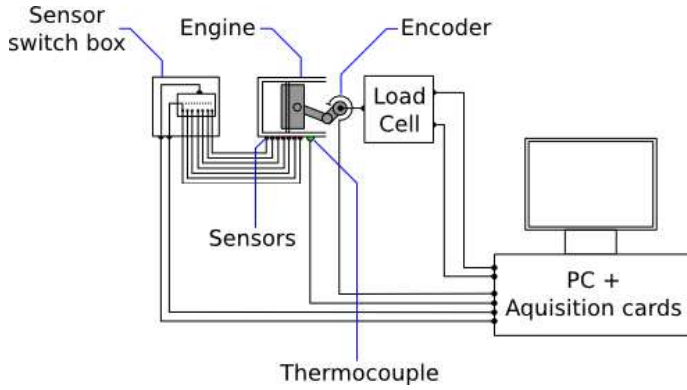 Sensor
switch box
Engine
Encoder
Load
Cell
Sensors
PC +
Aquisition cards
Thermocouple